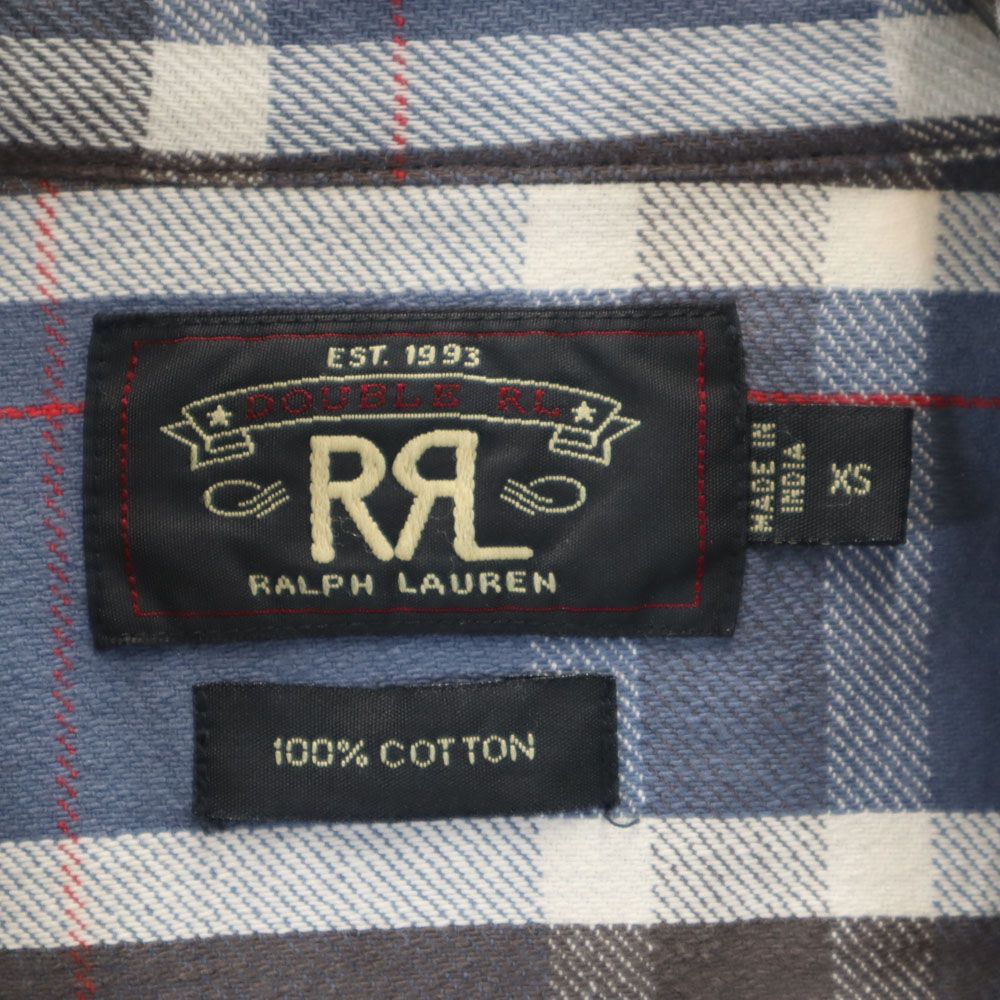 EST. 1993
DOUBLE RL
RRL
RALPH LAUREN
MADE IN
INDIA
XS
100% COTTON